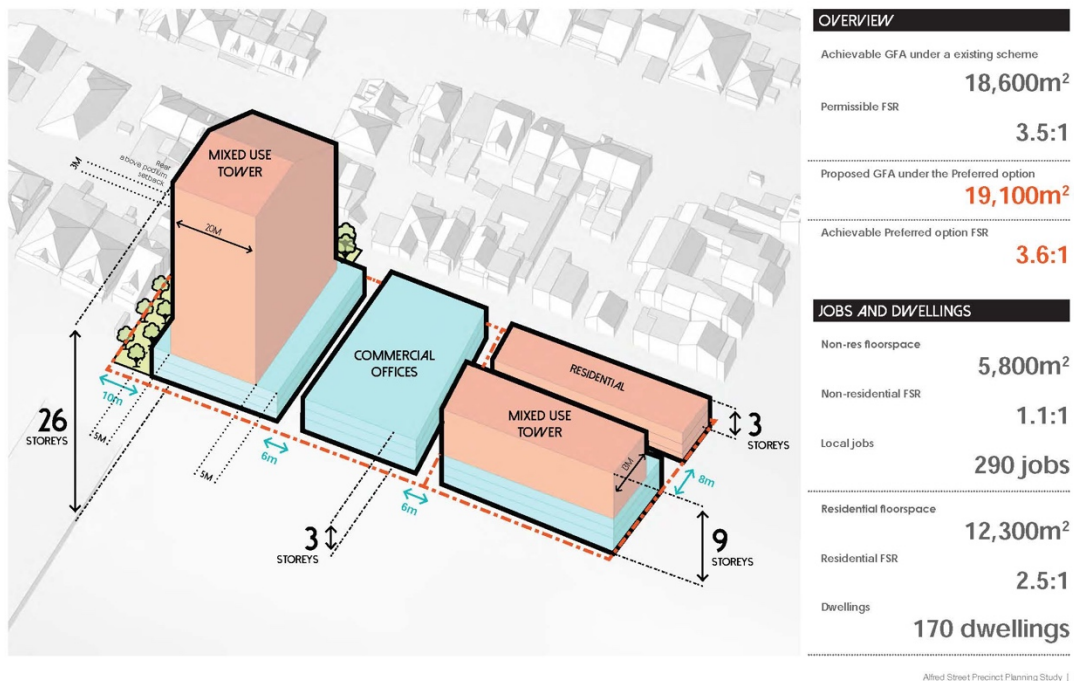 MIXED USE
TOWER
3M
Rear
above podium
setback
20M
COMMERCIAL
OFFICES
RESIDENTIAL
MIXED USE
TOWER
3
STOREYS
26
STOREYS
10m
5M
5M
6m
6m
8m
3
STOREYS
9
STOREYS
OVERVIEW
Achievable GFA under a existing scheme
18,600m²
Permissible FSR
3.5:1
Proposed GFA under the Preferred option
19,100m²
Achievable Preferred option FSR
3.6:1
JOBS AND DWELLINGS
Non-res floorspace
5,800m²
Non-residential FSR
1.1:1
Local jobs
290 jobs
Residential floorspace
12,300m²
Residential FSR
2.5:1
Dwellings
170 dwellings
Alfred Street Precinct Planning Study |